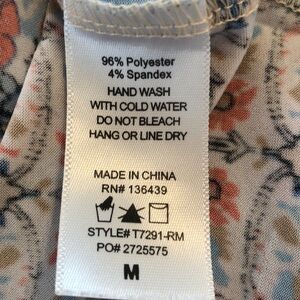 96% Polyester
4% Spandex
HAND WASH
WITH COLD WATER
DO NOT BLEACH
HANG OR LINE DRY
MADE IN CHINA
RN# 136439
STYLE# T7291-RM
PO# 2725575
M